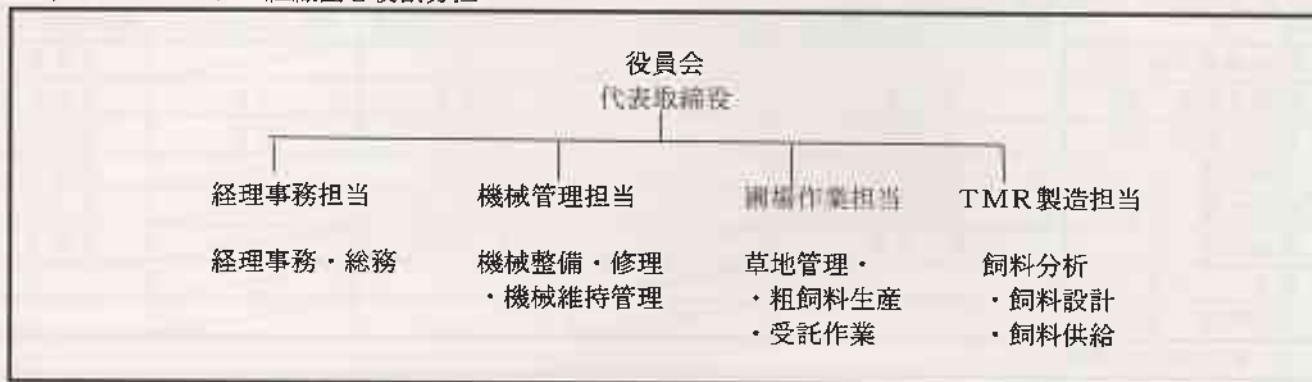 役員会
代表取締役
経理事務担当
機械管理担当
圃場作業担当
TMR製造担当
経理事務・総務
機械整備・修理
・機械維持管理
草地管理・
・粗飼料生産
・受託作業
飼料分析
・飼料設計
・飼料供給